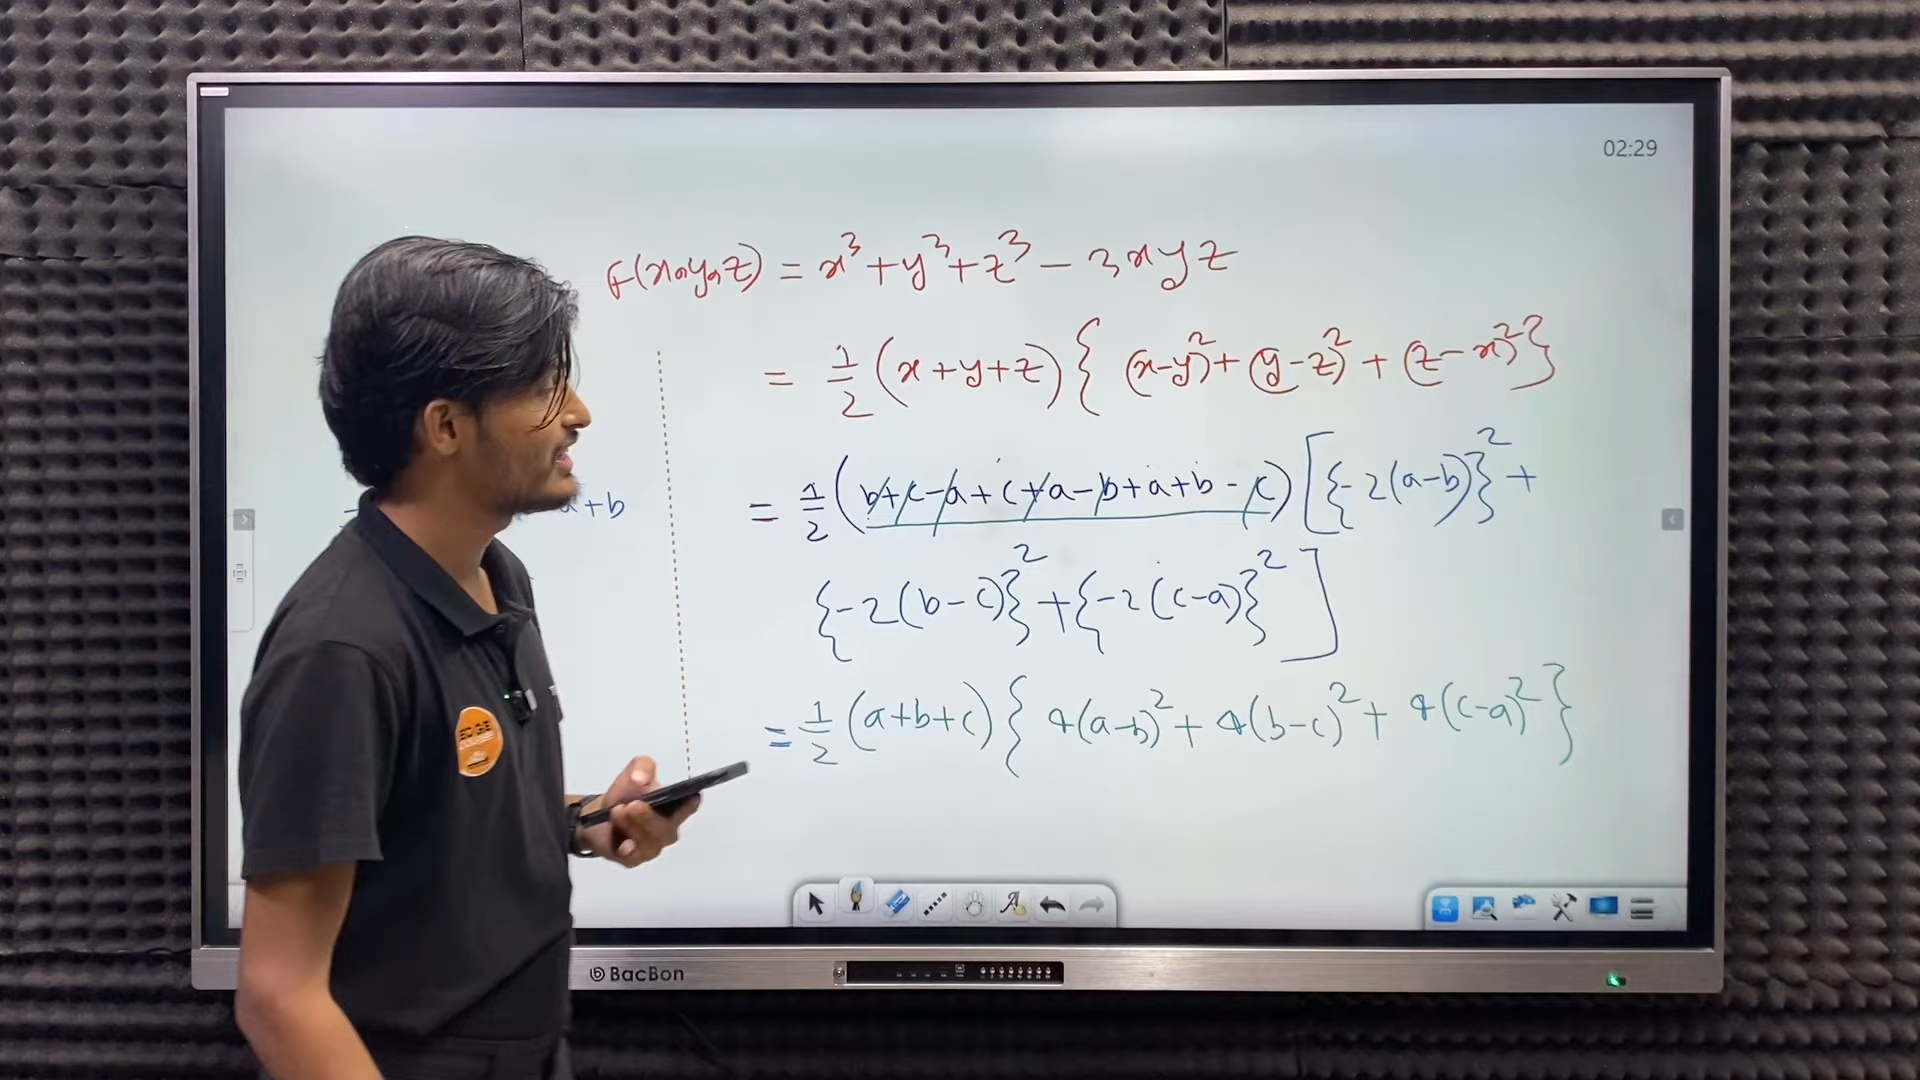 02:29
F(x,y,z) = x³ + y³ + z³ - 3xyz
= 1/2 (x+y+z) { (x-y)² + (y-z)² + (z-x)² }
= 1/2 (b+c-a+c+a-b+a+b-c) [ {-2(a-b)}² +
{-2(b-c)}² + {-2(c-a)}² ]
= 1/2 (a+b+c) { 4(a-b)² + 4(b-c)² + 4(c-a)² }
a+b
EDGE
BacBon